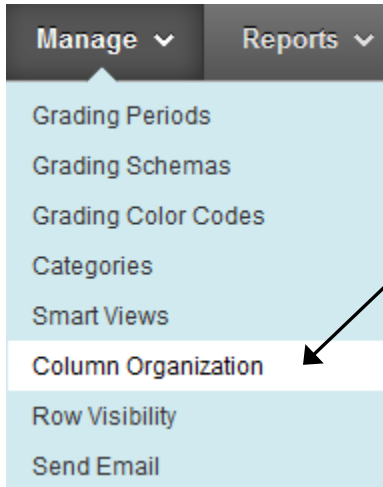 Manage Reports
Grading Periods
Grading Schemas
Grading Color Codes
Categories
Smart Views
Column Organization
Row Visibility
Send Email